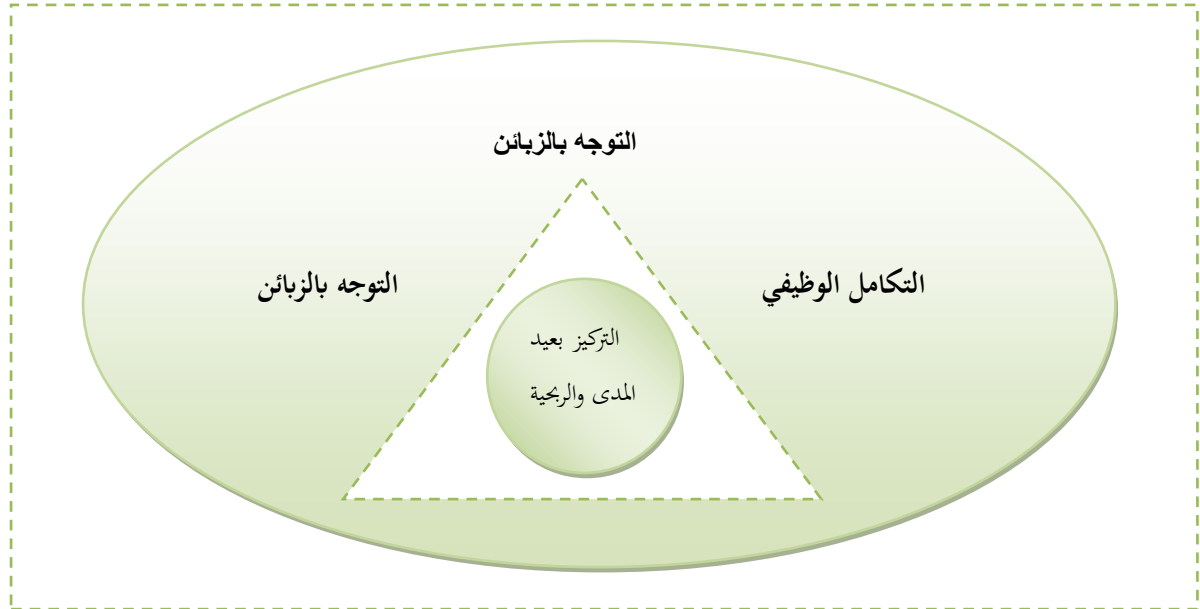 التوجه بالزبائن
التكامل الوظيفي
التوجه بالزبائن
التركيز بعيد
المدى والربحية